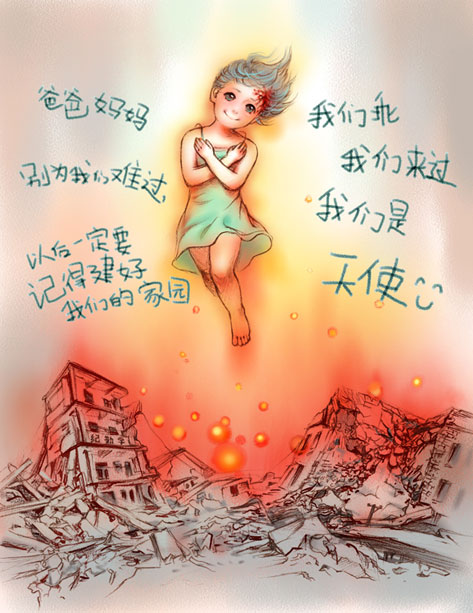 爸爸妈妈
别为我们难过,
以后一定要
记得建好
我们的家园
我们乖
我们来过
我们是
天使